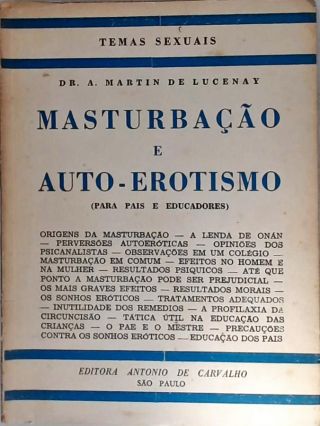 TEMAS SEXUAIS
DR. A. MARTIN DE LUCENAY
MASTURBAÇÃO
E
AUTO-EROTISMO
(PARA PAIS E EDUCADORES)
ORIGENS DA MASTURBAÇÃO — A LENDA DE ONÁN
— PERVERSÕES AUTOERÓTICAS — OPINIÕES DOS
PSICANALISTAS — OBSERVAÇÕES EM UM COLÉGIO —
MASTURBAÇÃO EM COMUM — EFEITOS NO HOMEM E
NA MULHER — RESULTADOS PSIQUICOS — ATÉ QUE
PONTO A MASTURBAÇÃO PODE SER PREJUDICIAL —
OS MAIS GRAVES EFEITOS — RESULTADOS MORAIS —
OS SONHOS ERÓTICOS — TRATAMENTOS ADEQUADOS
— INUTILIDADE DOS REMEDIOS — A PROFILAXIA DA
CIRCUNCISÃO — TATICA ÚTIL NA EDUCAÇÃO DAS
CRIANÇAS — O PAE E O MESTRE — PRECAUÇÕES
CONTRA OS SONHOS ERÓTICOS — EDUCAÇÃO DOS PAIS
EDITORA ANTONIO DE CARVALHO
SÃO PAULO